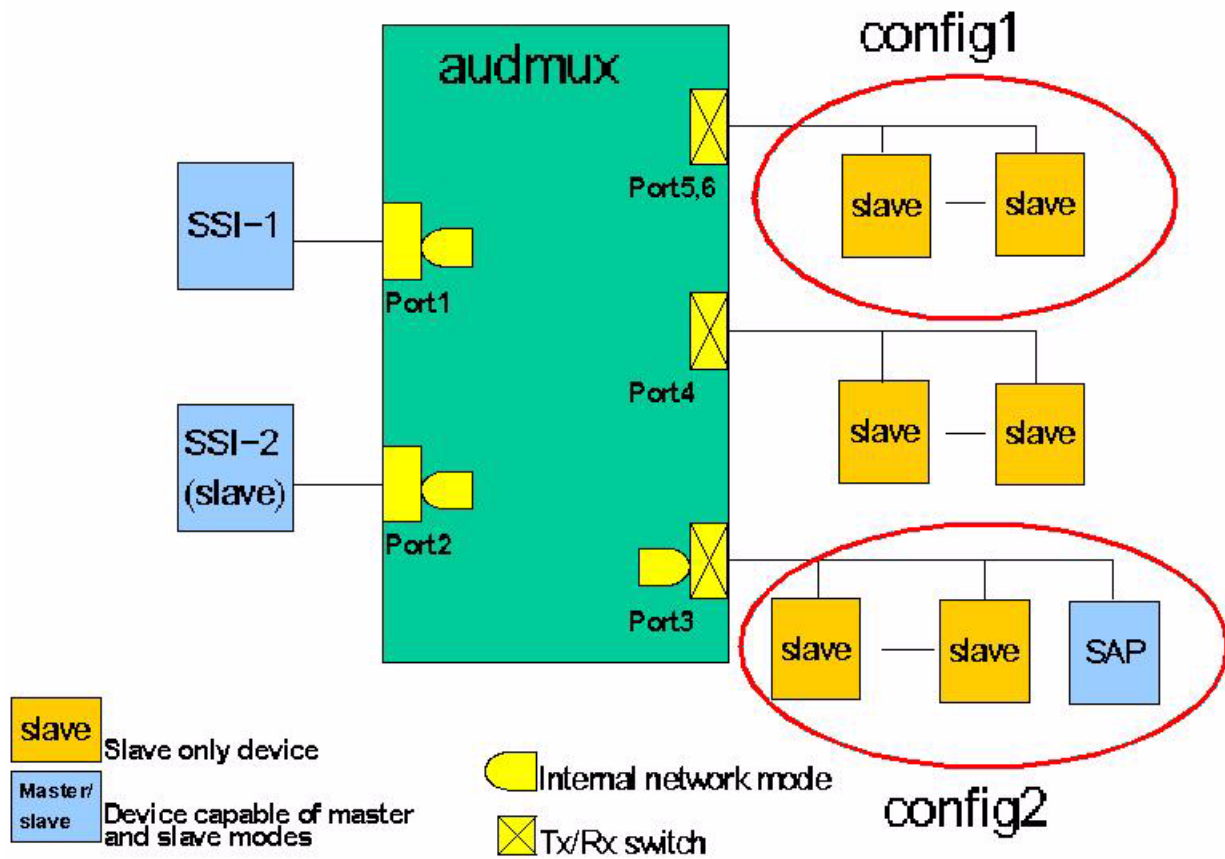 config1
audmux
Port5,6
slave
slave
SSI-1
Port1
Port4
SSI-2
(slave)
slave
slave
Port2
Port3
slave
slave
SAP
slave
Slave only device
Master/
slave
Device capable of master
and slave modes
Internal network mode
Tx/Rx switch
config2